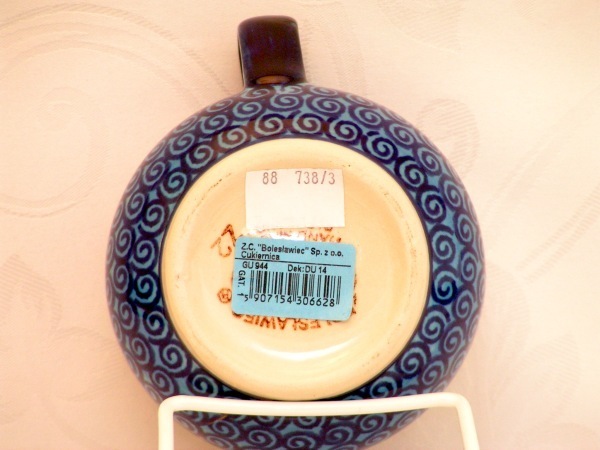 88 738/3
Z.C. "Bolesławiec" Sp. z o.o.
Cukiernica
GU 944 Dek: DU 14
GAT. 1
5 907154 306628